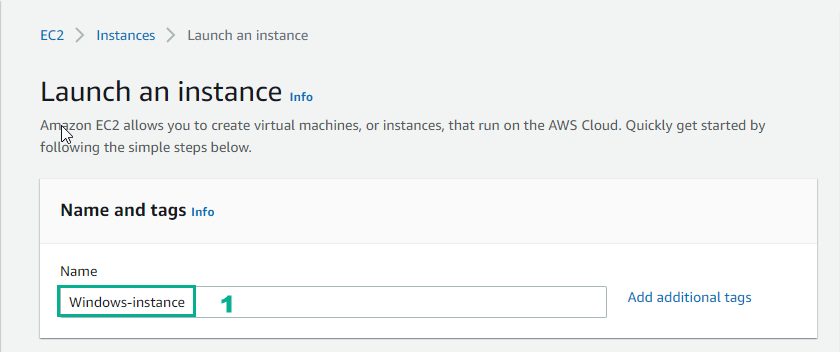 EC2 > Instances > Launch an instance
Launch an instance Info
Amazon EC2 allows you to create virtual machines, or instances, that run on the AWS Cloud. Quickly get started by
following the simple steps below.
Name and tags Info
Name
Windows-instance 1 Add additional tags